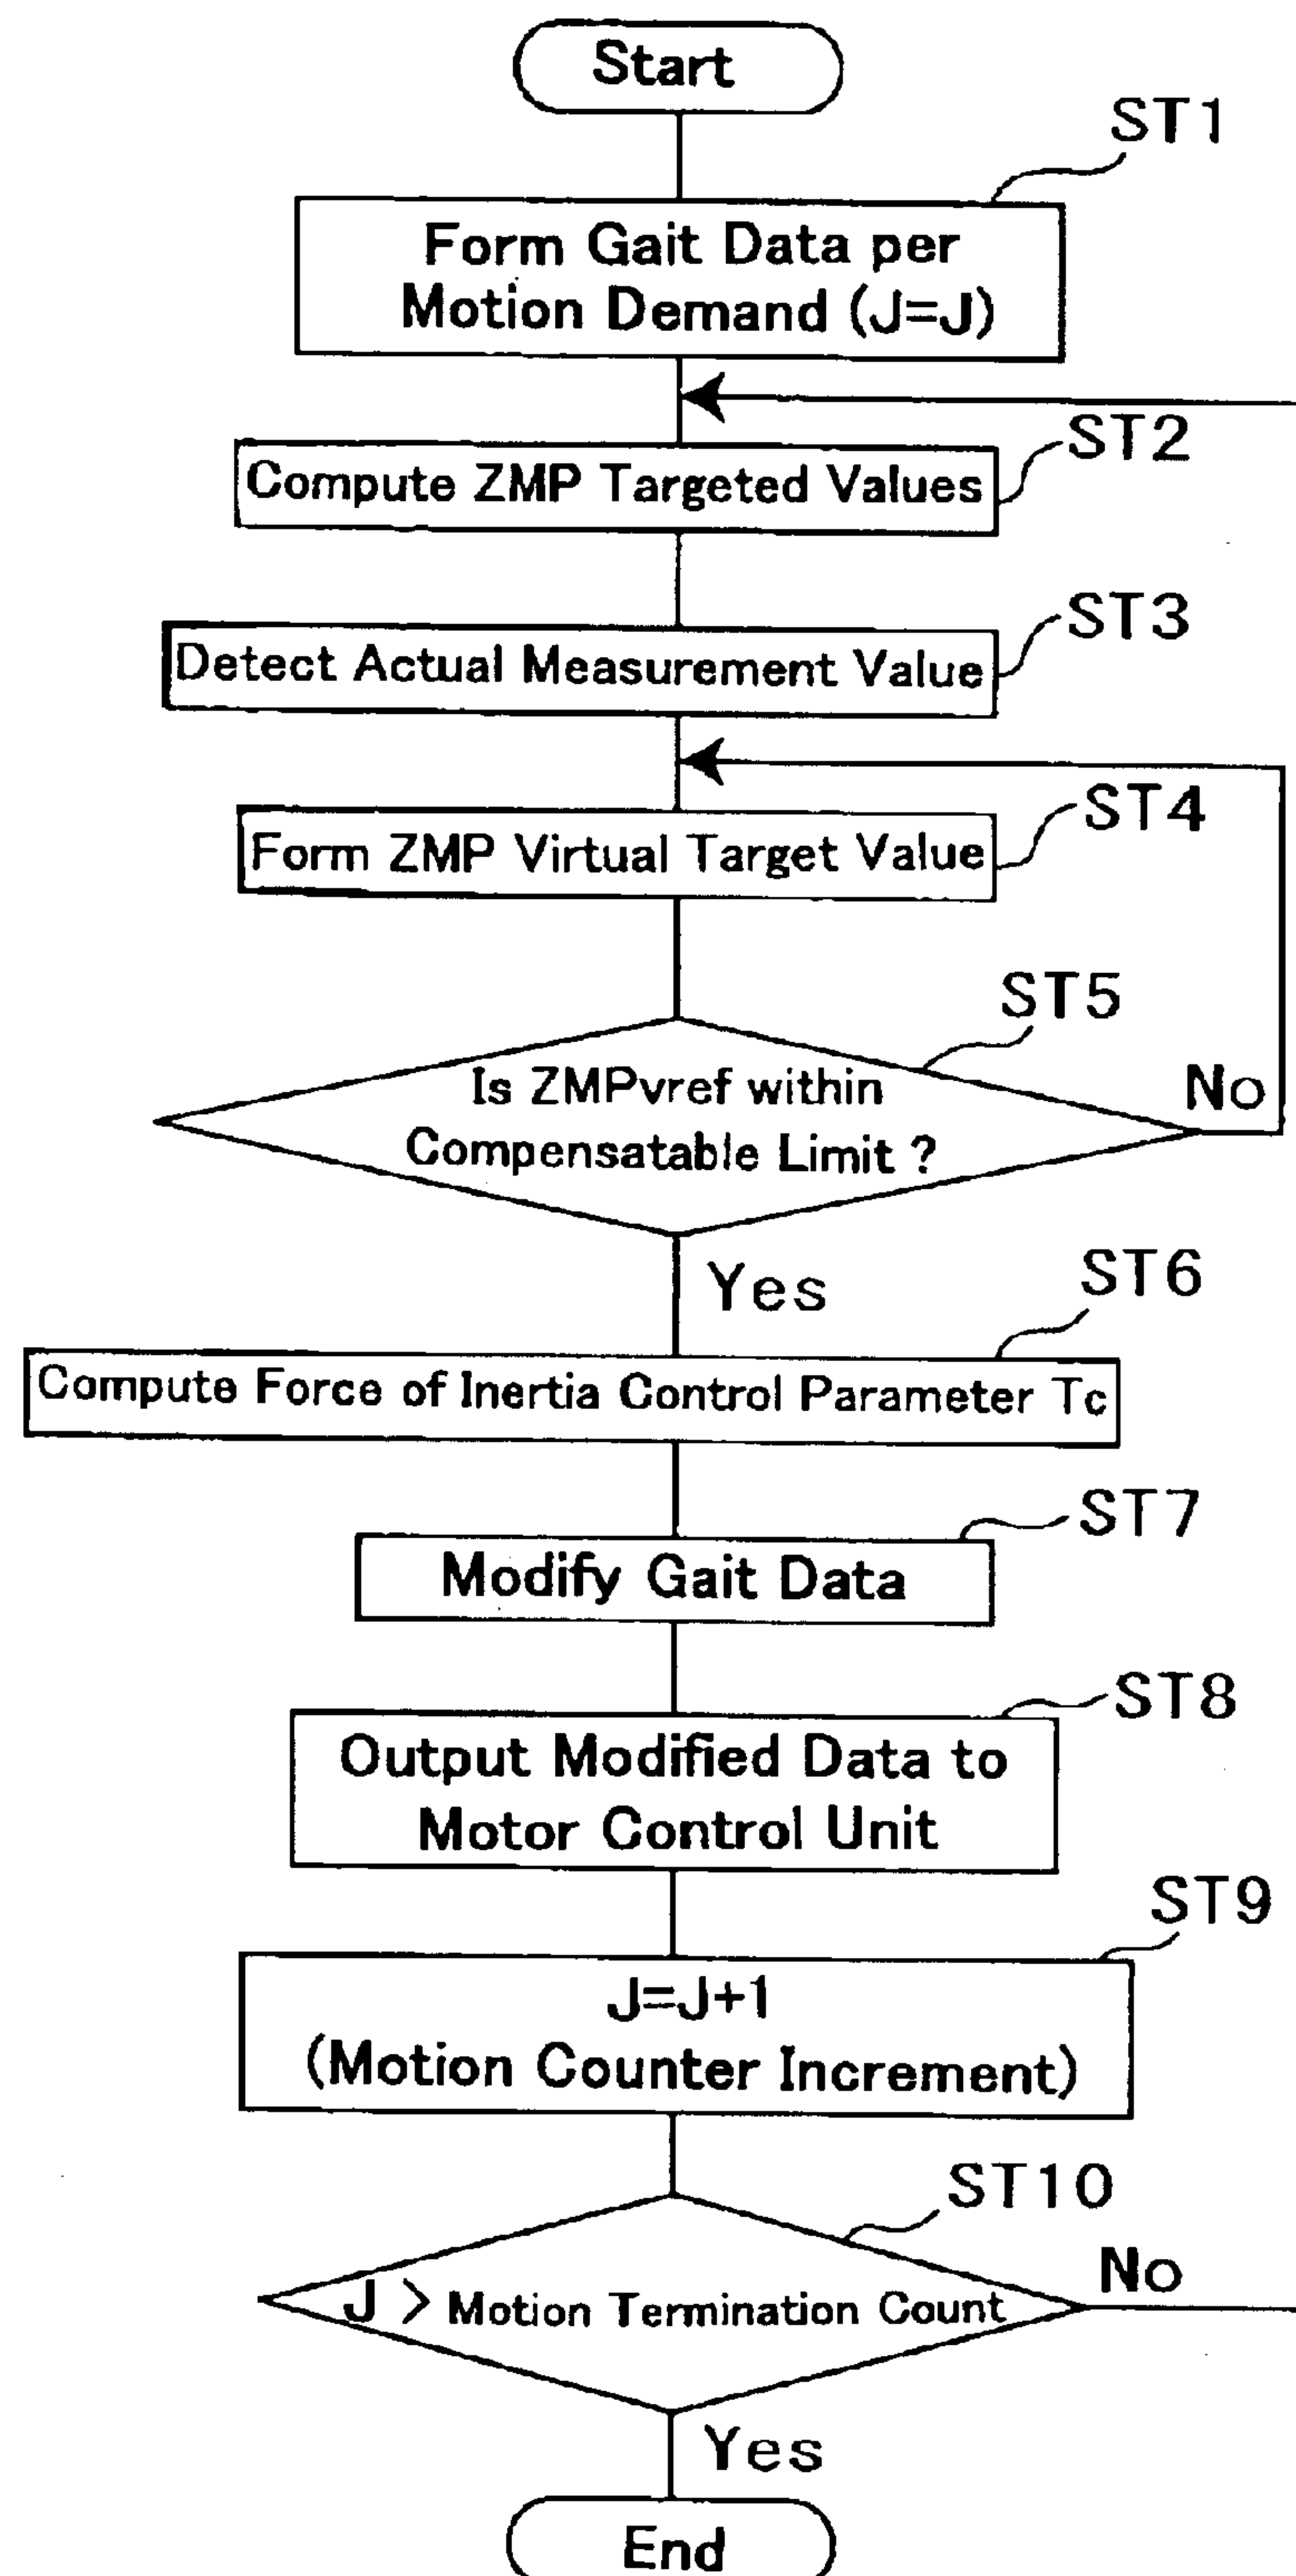 Start
ST1
Form Gait Data per
Motion Demand (J=J)
ST2
Compute ZMP Targeted Values
ST3
Detect Actual Measurement Value
ST4
Form ZMP Virtual Target Value
ST5
Is ZMPvref within
Compensatable Limit ?
No
Yes
ST6
Compute Force of Inertia Control Parameter Tc
ST7
Modify Gait Data
ST8
Output Modified Data to
Motor Control Unit
ST9
J=J+1
(Motion Counter Increment)
ST10
J > Motion Termination Count
No
Yes
End